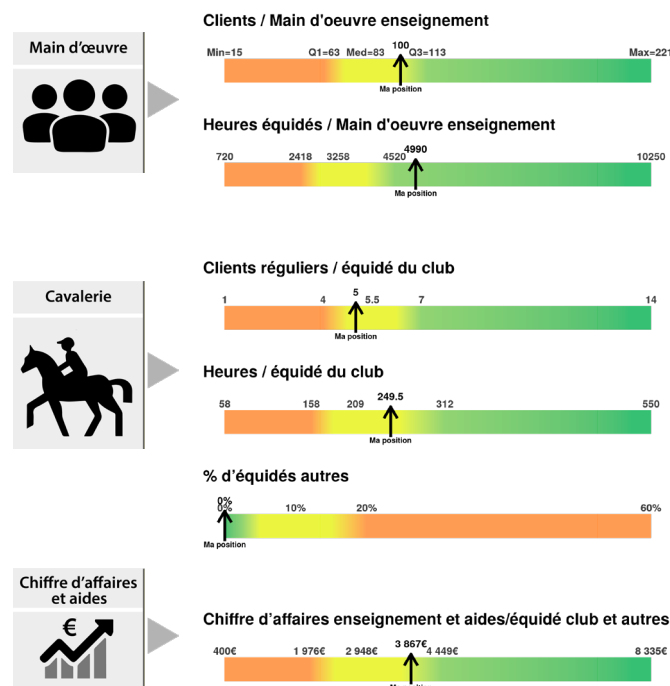 Clients / Main d'oeuvre enseignement
Main d'œuvre
Min=15 Q1=63 Med=83 100 Q3=113 Max=221
Ma position
Heures équidés / Main d'oeuvre enseignement
720 2418 3258 4520 4990 10250
Ma position
Clients réguliers / équidé du club
Cavalerie
1 4 5 5.5 7 14
Ma position
Heures / équidé du club
58 158 209 249.5 312 550
Ma position
% d'équidés autres
0%
0% 10% 20% 60%
Ma position
Chiffre d'affaires
et aides
Chiffre d'affaires enseignement et aides/équidé club et autres
€
400€ 1 976€ 2 948€ 3 867€ 4 449€ 8 335€